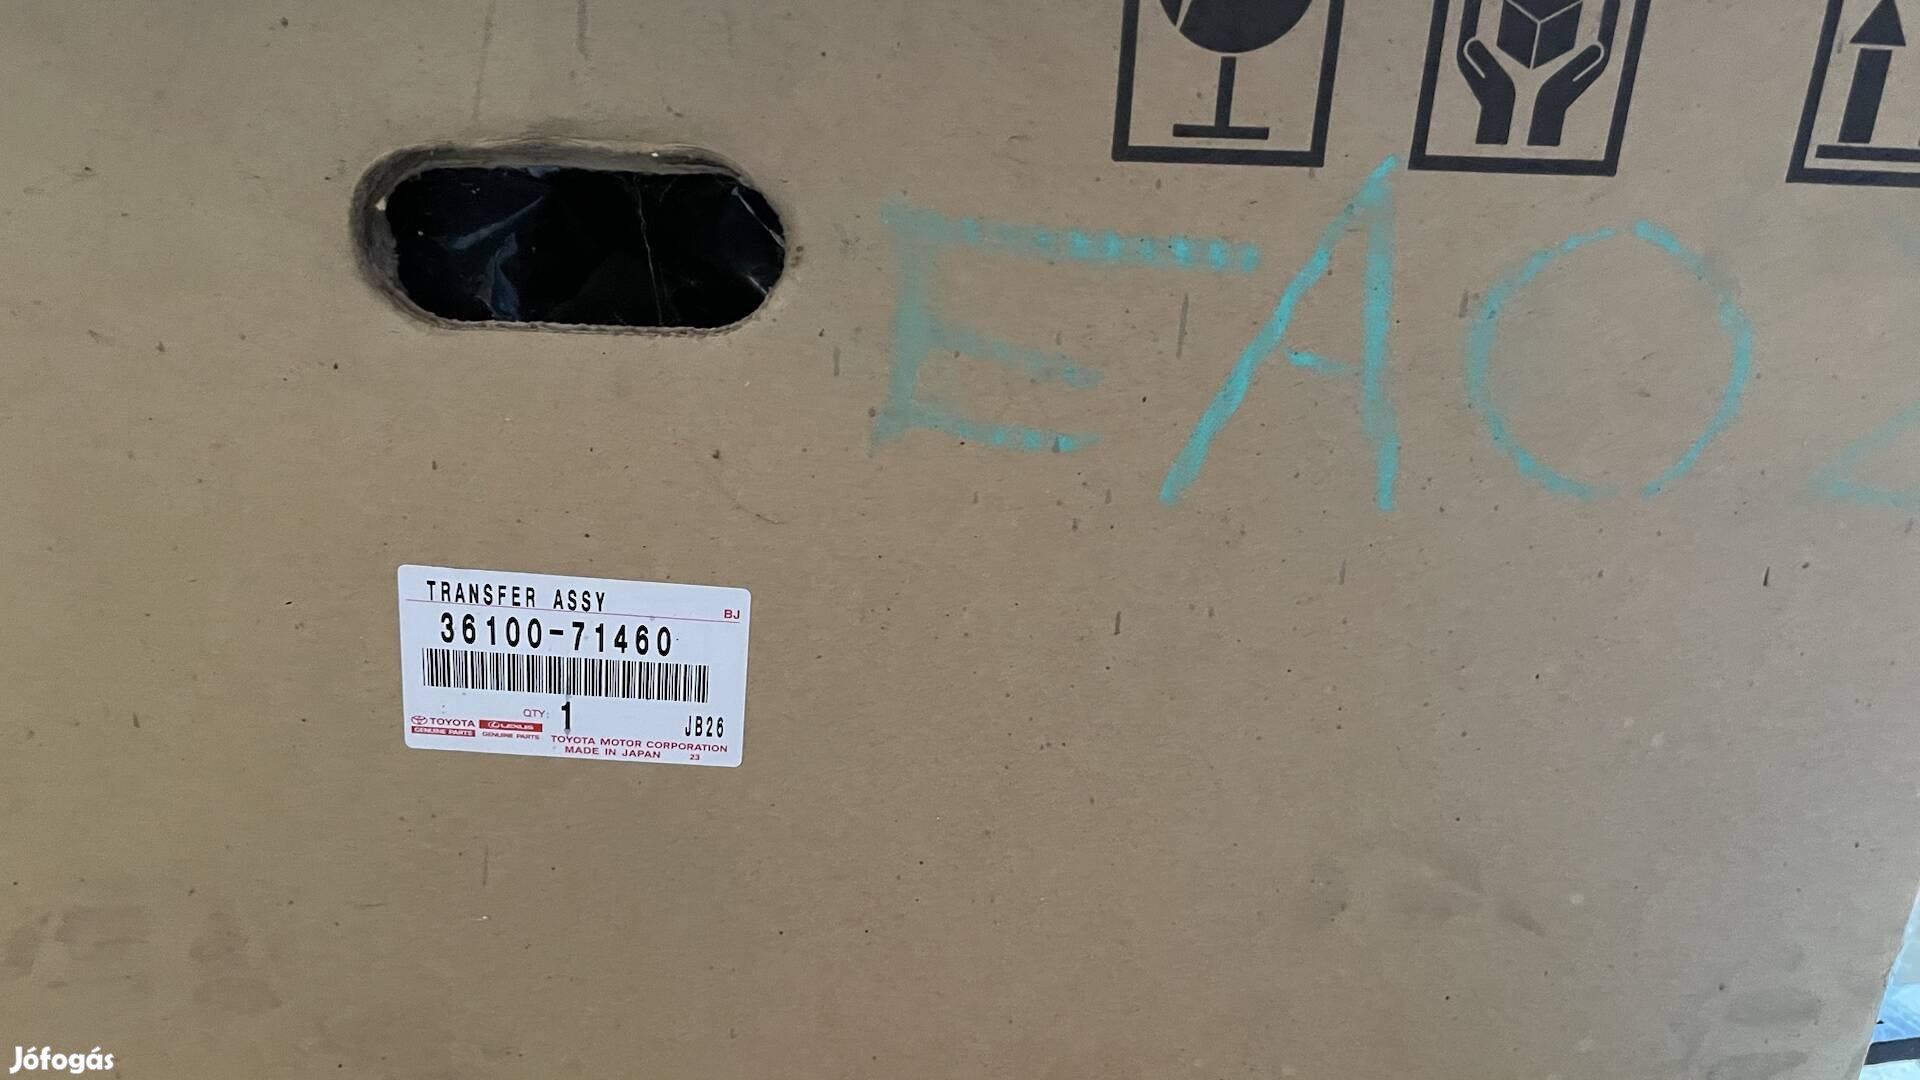 EAO
TRANSFER ASSY
BJ
36100-71460
QTY: 1
JB26
TOYOTA
GENUINE PARTS
LEXUS
GENUINE PARTS
TOYOTA MOTOR CORPORATION
MADE IN JAPAN 23
Jófogás